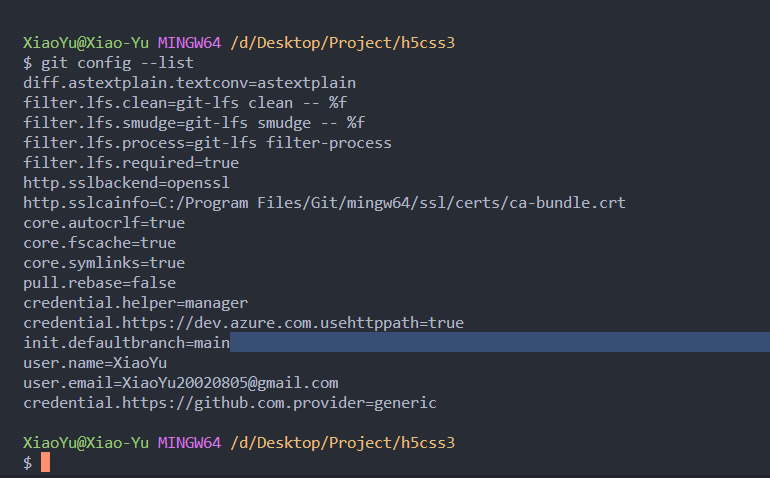 XiaoYu@Xiao-Yu MINGW64 /d/Desktop/Project/h5css3
$ git config --list
diff.astextplain.textconv=astextplain
filter.lfs.clean=git-lfs clean -- %f
filter.lfs.smudge=git-lfs smudge -- %f
filter.lfs.process=git-lfs filter-process
filter.lfs.required=true
http.sslbackend=openssl
http.sslcainfo=C:/Program Files/Git/mingw64/ssl/certs/ca-bundle.crt
core.autocrlf=true
core.fscache=true
core.symlinks=true
pull.rebase=false
credential.helper=manager
credential.https://dev.azure.com.usehttppath=true
init.defaultbranch=main
user.name=XiaoYu
user.email=XiaoYu20020805@gmail.com
credential.https://github.com.provider=generic
XiaoYu@Xiao-Yu MINGW64 /d/Desktop/Project/h5css3
$